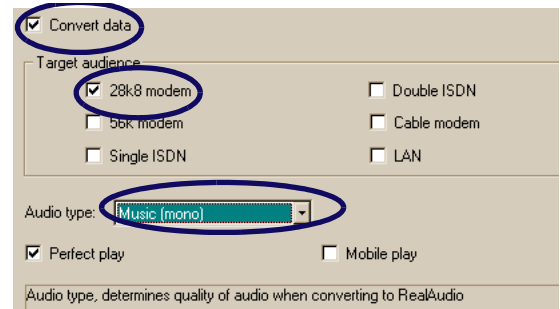 Convert data
Target audience
28k8 modem Double ISDN
56k modem Cable modem
Single ISDN LAN
Audio type: Music (mono)
Perfect play Mobile play
Audio type, determines quality of audio when converting to RealAudio